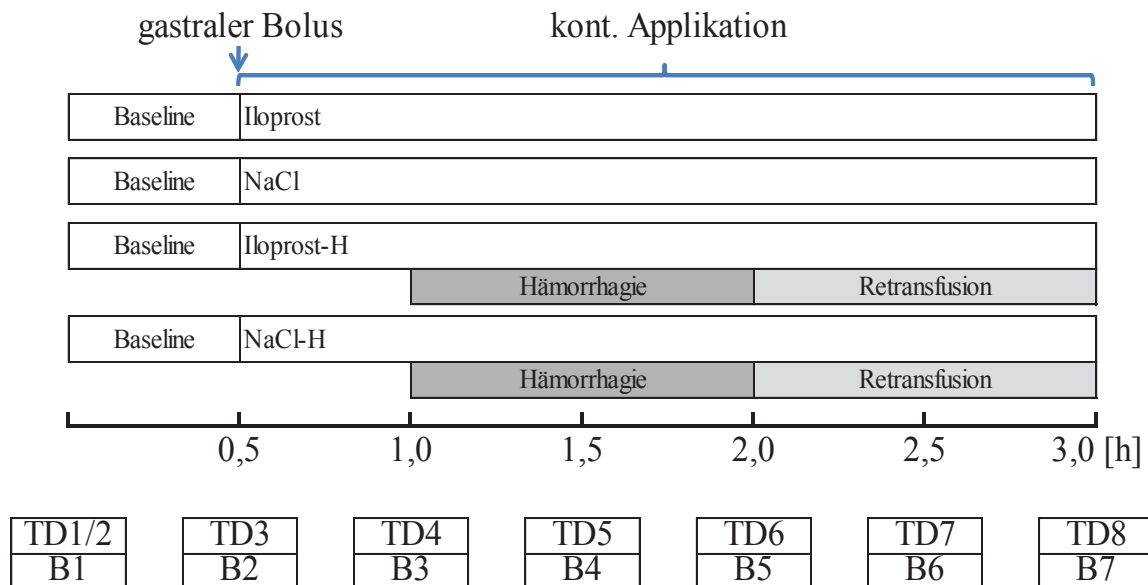 gastraler Bolus kont. Applikation
Baseline Iloprost
Baseline NaCl
Baseline Iloprost-H
Hämorrhagie Retransfusion
Baseline NaCl-H
Hämorrhagie Retransfusion
0,5 1,0 1,5 2,0 2,5 3,0 [h]
TD1/2 TD3 TD4 TD5 TD6 TD7 TD8
B1 B2 B3 B4 B5 B6 B7